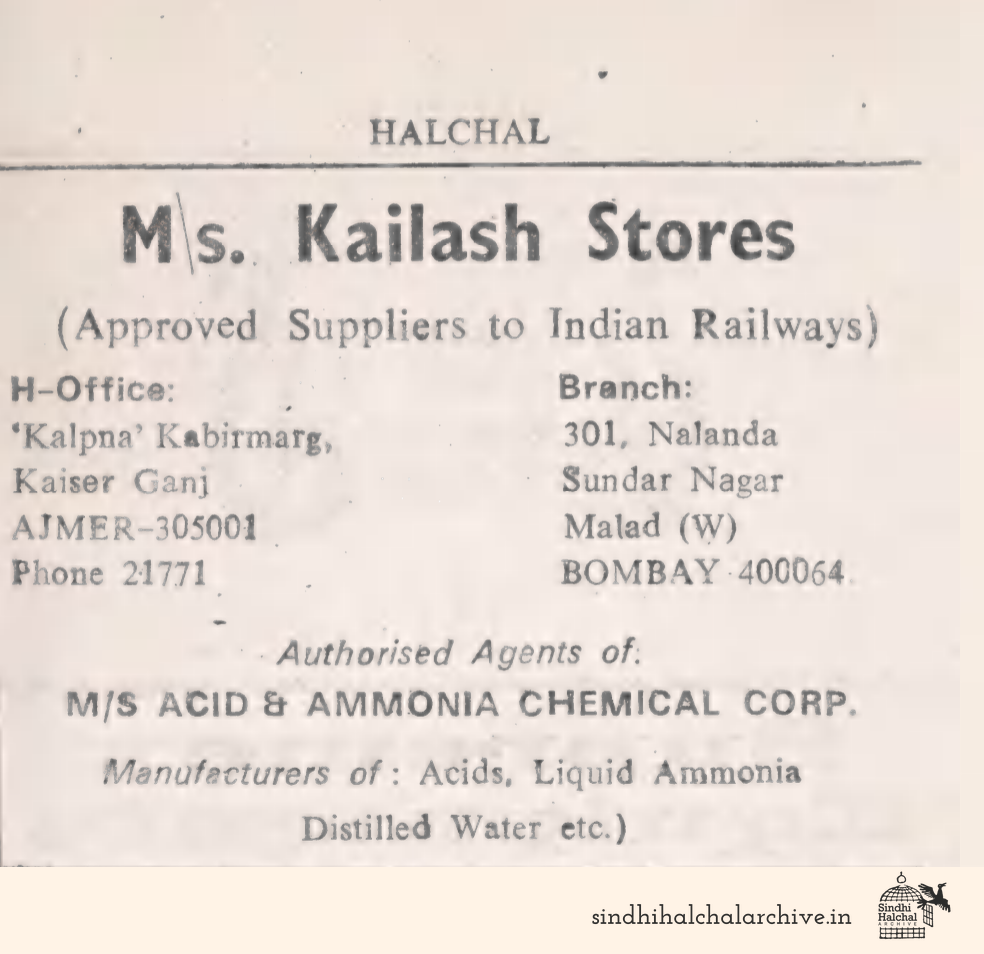 HALCHAL
M\s. Kailash Stores
(Approved Suppliers to Indian Railways)
H-Office:
'Kalpna' Kabirmarg,
Kaiser Ganj
AJMER-305001
Phone 21771
Branch:
301, Nalanda
Sundar Nagar
Malad (W)
BOMBAY 400064
Authorised Agents of:
M/S ACID & AMMONIA CHEMICAL CORP.
Manufacturers of : Acids, Liquid Ammonia
Distilled Water etc.)
sindhihalchalarchive.in
Sindhi
Halchal
ARCHIVE